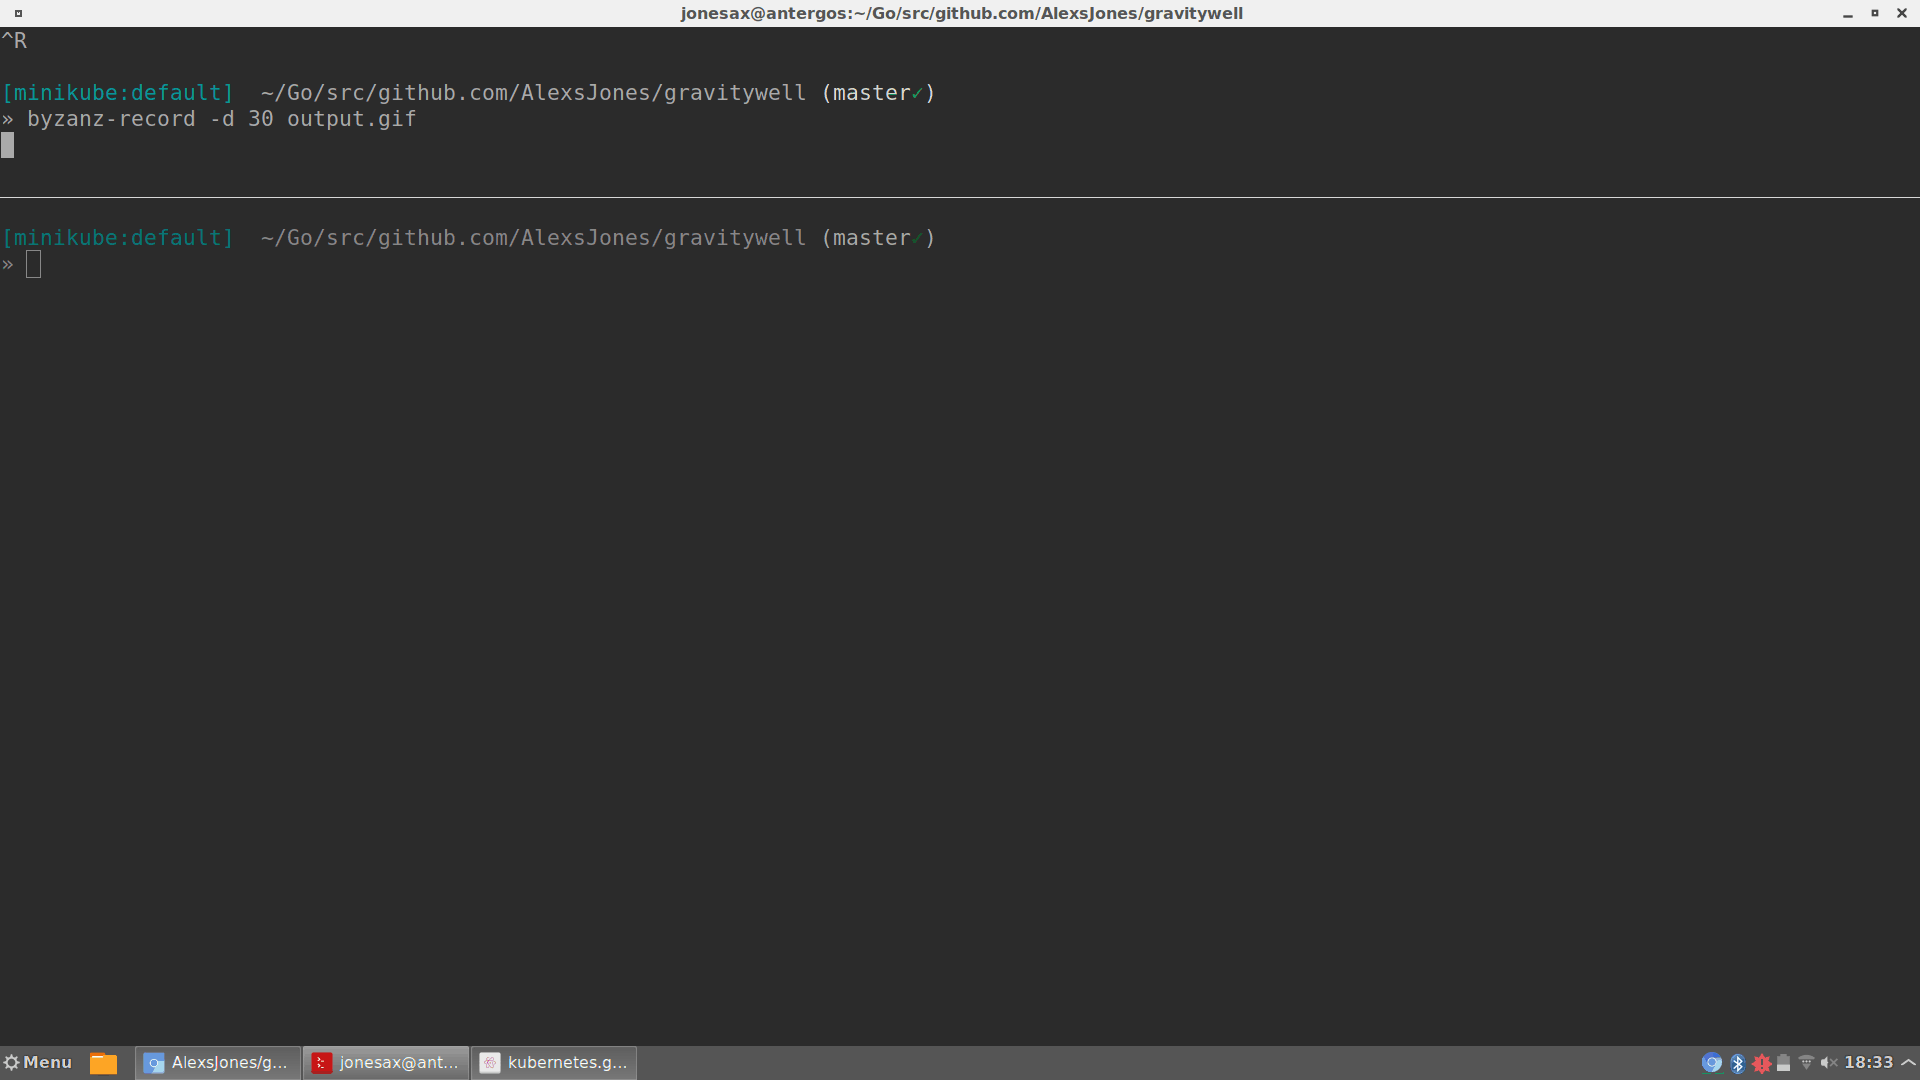 jonesax@antergos:~/Go/src/github.com/AlexsJones/gravitywell
^R
[minikube:default]  ~/Go/src/github.com/AlexsJones/gravitywell (master✓)
» byzanz-record -d 30 output.gif
[minikube:default]  ~/Go/src/github.com/AlexsJones/gravitywell (master✓)
»
Menu AlexsJones/g... jonesax@ant... kubernetes.g... 18:33